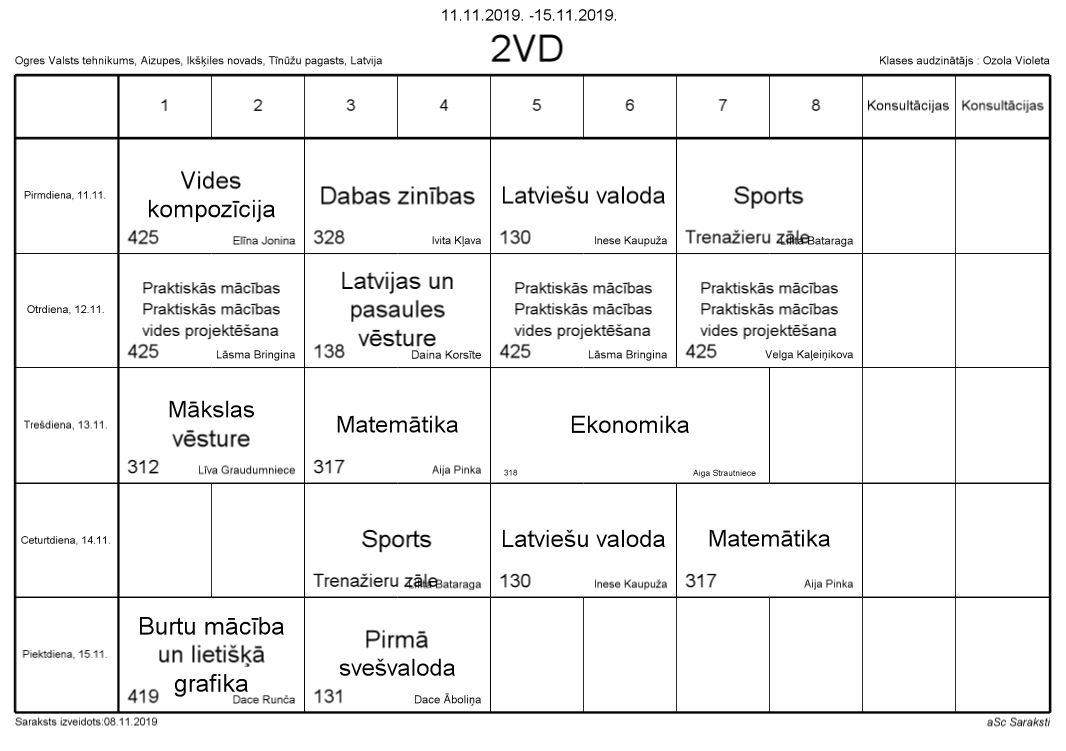 11.11.2019. -15.11.2019.
2VD
Ogres Valsts tehnikums, Aizupes, Ikšķiles novads, Tīnūžu pagasts, Latvija
Klases audzinātājs : Ozola Violeta
1 2 3 4 5 6 7 8 Konsultācijas Konsultācijas
Pirmdiena, 11.11.
Vides
kompozīcija
425 Elīna Jonina
Dabas zinības
328 Ivita Kļava
Latviešu valoda
130 Inese Kaupuža
Sports
Trenažieru zāle Lilita Bataraga
Otrdiena, 12.11.
Praktiskās mācības
Praktiskās mācības
vides projektēšana
425 Lāsma Bringina
Latvijas un
pasaules
vēsture
138 Daina Korsīte
Praktiskās mācības
Praktiskās mācības
vides projektēšana
425 Lāsma Bringina
Praktiskās mācības
Praktiskās mācības
vides projektēšana
425 Velga Kaļeiņikova
Trešdiena, 13.11.
Mākslas
vēsture
312 Līva Graudumniece
Matemātika
317 Aija Pinka
Ekonomika
318 Aiga Strautniece
Ceturtdiena, 14.11.
Sports
Trenažieru zāle Lilita Bataraga
Latviešu valoda
130 Inese Kaupuža
Matemātika
317 Aija Pinka
Piektdiena, 15.11.
Burtu mācība
un lietišķā
grafika
419 Dace Runča
Pirmā
svešvaloda
131 Dace Āboliņa
Saraksts izveidots:08.11.2019
aSc Saraksti